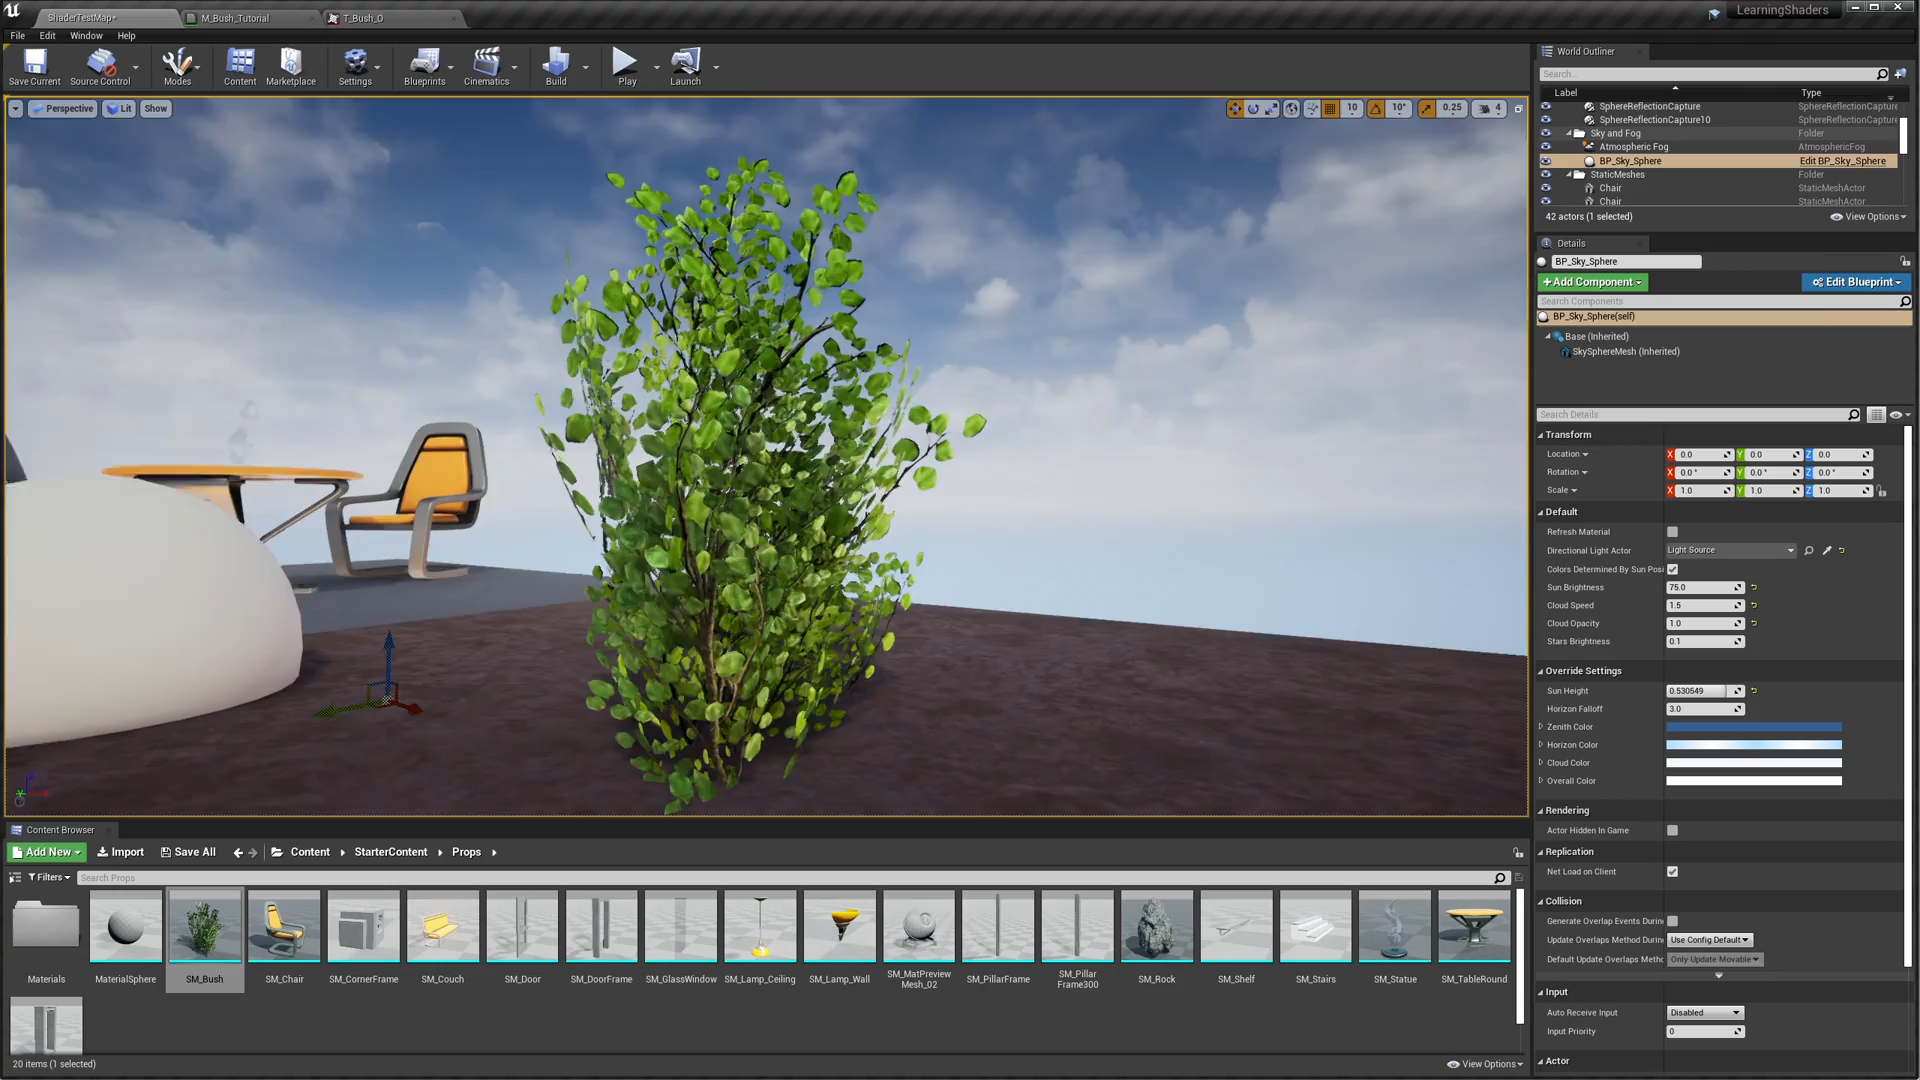 ShaderTestMap*
M_Bush_Tutorial
T_Bush_O
LearningShaders
File Edit Window Help
Save Current
Source Control
Modes
Content
Marketplace
Settings
Blueprints
Cinematics
Build
Play
Launch
Perspective
Lit
Show
10
10°
0.25
4
World Outliner
Search...
Label
Type
SphereReflectionCapture SphereReflectionCapture
SphereReflectionCapture10 SphereReflectionCapture
Sky and Fog Folder
Atmospheric Fog AtmosphericFog
BP_Sky_Sphere Edit BP_Sky_Sphere
StaticMeshes Folder
Chair StaticMeshActor
Chair StaticMeshActor
42 actors (1 selected)
View Options
Details
BP_Sky_Sphere
+Add Component
Edit Blueprint
Search Components
BP_Sky_Sphere(self)
Base (Inherited)
SkySphereMesh (Inherited)
Search Details
Transform
Location X 0.0 Y 0.0 Z 0.0
Rotation X 0.0 ° Y 0.0 ° Z 0.0 °
Scale X 1.0 Y 1.0 Z 1.0
Default
Refresh Material
Directional Light Actor Light Source
Colors Determined By Sun Posi
Sun Brightness 75.0
Cloud Speed 1.5
Cloud Opacity 1.0
Stars Brightness 0.1
Override Settings
Sun Height 0.530549
Horizon Falloff 3.0
Zenith Color
Horizon Color
Cloud Color
Overall Color
Rendering
Actor Hidden In Game
Replication
Net Load on Client
Collision
Generate Overlap Events Durin
Update Overlaps Method Durin Use Config Default
Default Update Overlaps Metho Only Update Movable
Input
Auto Receive Input Disabled
Input Priority 0
Actor
Content Browser
Add New
Import
Save All
Content
StarterContent
Props
Filters
Search Props
Materials
MaterialSphere
SM_Bush
SM_Chair
SM_CornerFrame
SM_Couch
SM_Door
SM_DoorFrame
SM_GlassWindow
SM_Lamp_Ceiling
SM_Lamp_Wall
SM_MatPreview
Mesh_02
SM_PillarFrame
SM_Pillar
Frame300
SM_Rock
SM_Shelf
SM_Stairs
SM_Statue
SM_TableRound
20 items (1 selected)
View Options